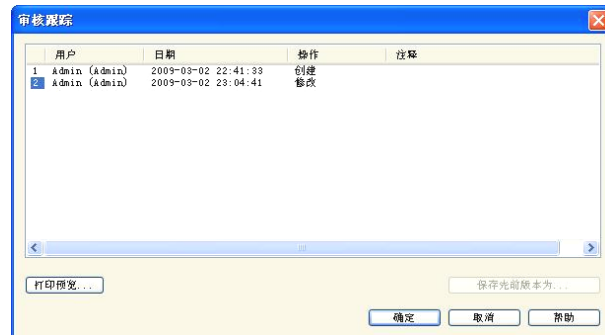 审核跟踪
用户 日期 操作 注释
1 Admin (Admin) 2009-03-02 22:41:33 创建
2 Admin (Admin) 2009-03-02 23:04:41 修改
打印预览... 保存先前版本为...
确定 取消 帮助